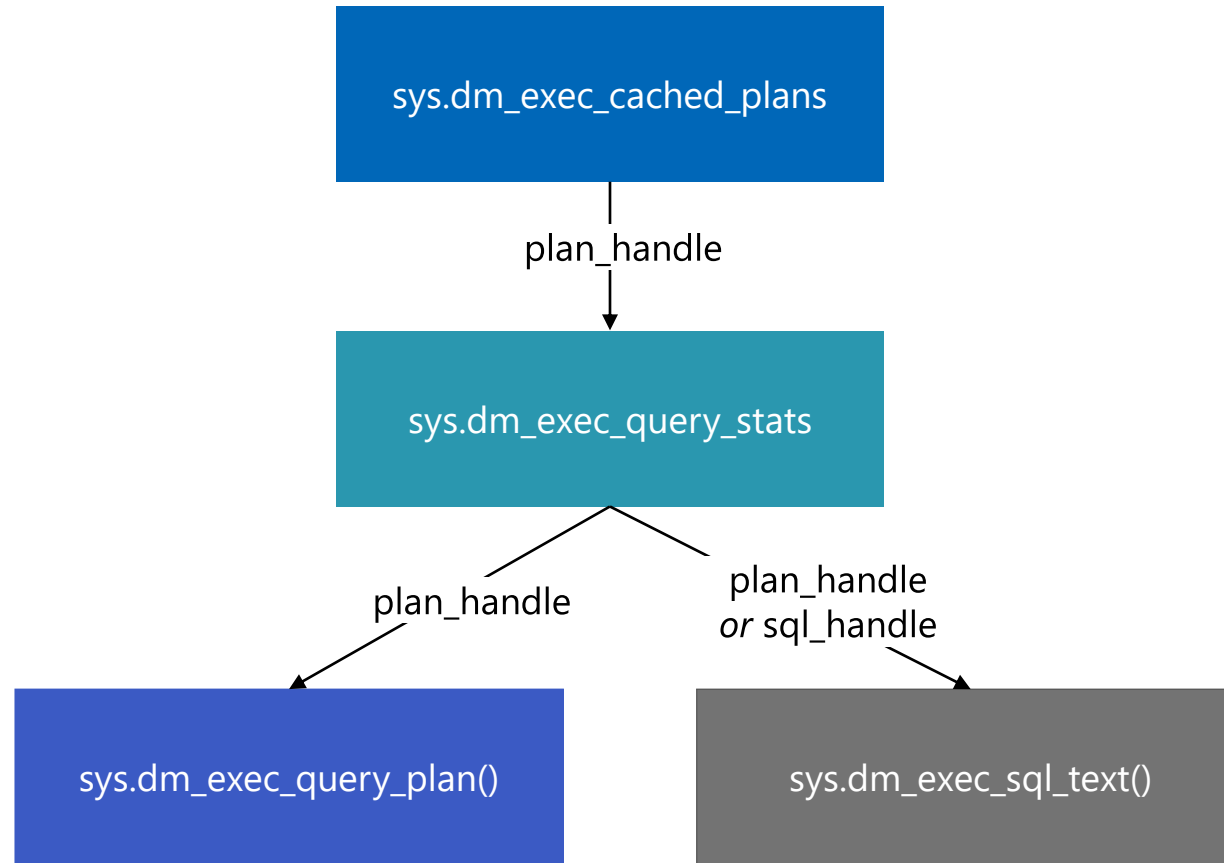 sys.dm_exec_cached_plans
plan_handle
sys.dm_exec_query_stats
plan_handle
plan_handle
or sql_handle
sys.dm_exec_query_plan()
sys.dm_exec_sql_text()